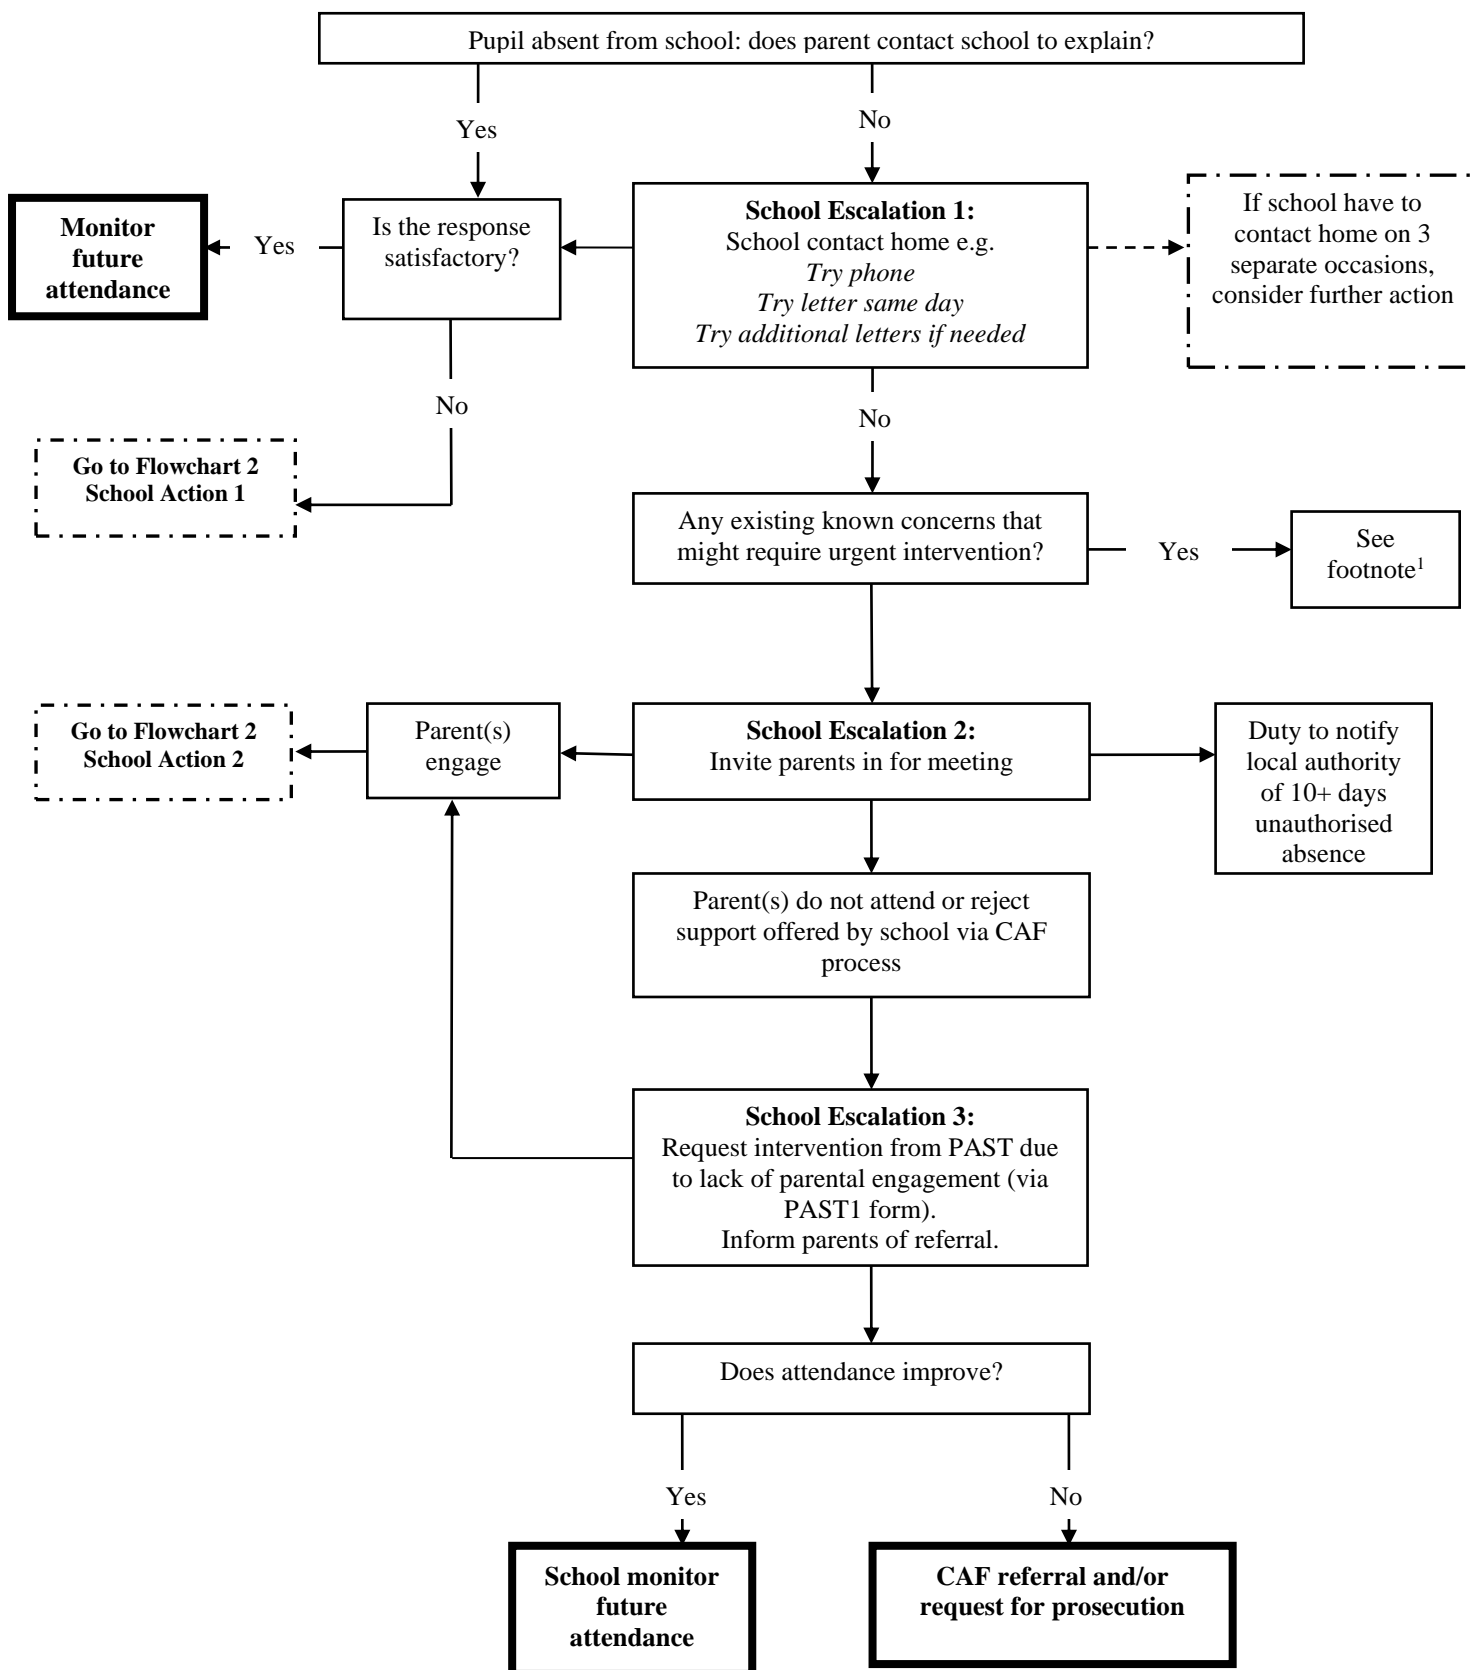 Pupil absent from school: does parent contact school to explain?
Yes
No
Monitor
future
attendance
Yes
Is the response
satisfactory?
School Escalation 1:
School contact home e.g.
Try phone
Try letter same day
Try additional letters if needed
If school have to
contact home on 3
separate occasions,
consider further action
No
No
Go to Flowchart 2
School Action 1
Any existing known concerns that
might require urgent intervention?
Yes
See
footnote¹
Go to Flowchart 2
School Action 2
Parent(s)
engage
School Escalation 2:
Invite parents in for meeting
Duty to notify
local authority
of 10+ days
unauthorised
absence
Parent(s) do not attend or reject
support offered by school via CAF
process
School Escalation 3:
Request intervention from PAST due
to lack of parental engagement (via
PAST1 form).
Inform parents of referral.
Does attendance improve?
Yes
No
School monitor
future
attendance
CAF referral and/or
request for prosecution